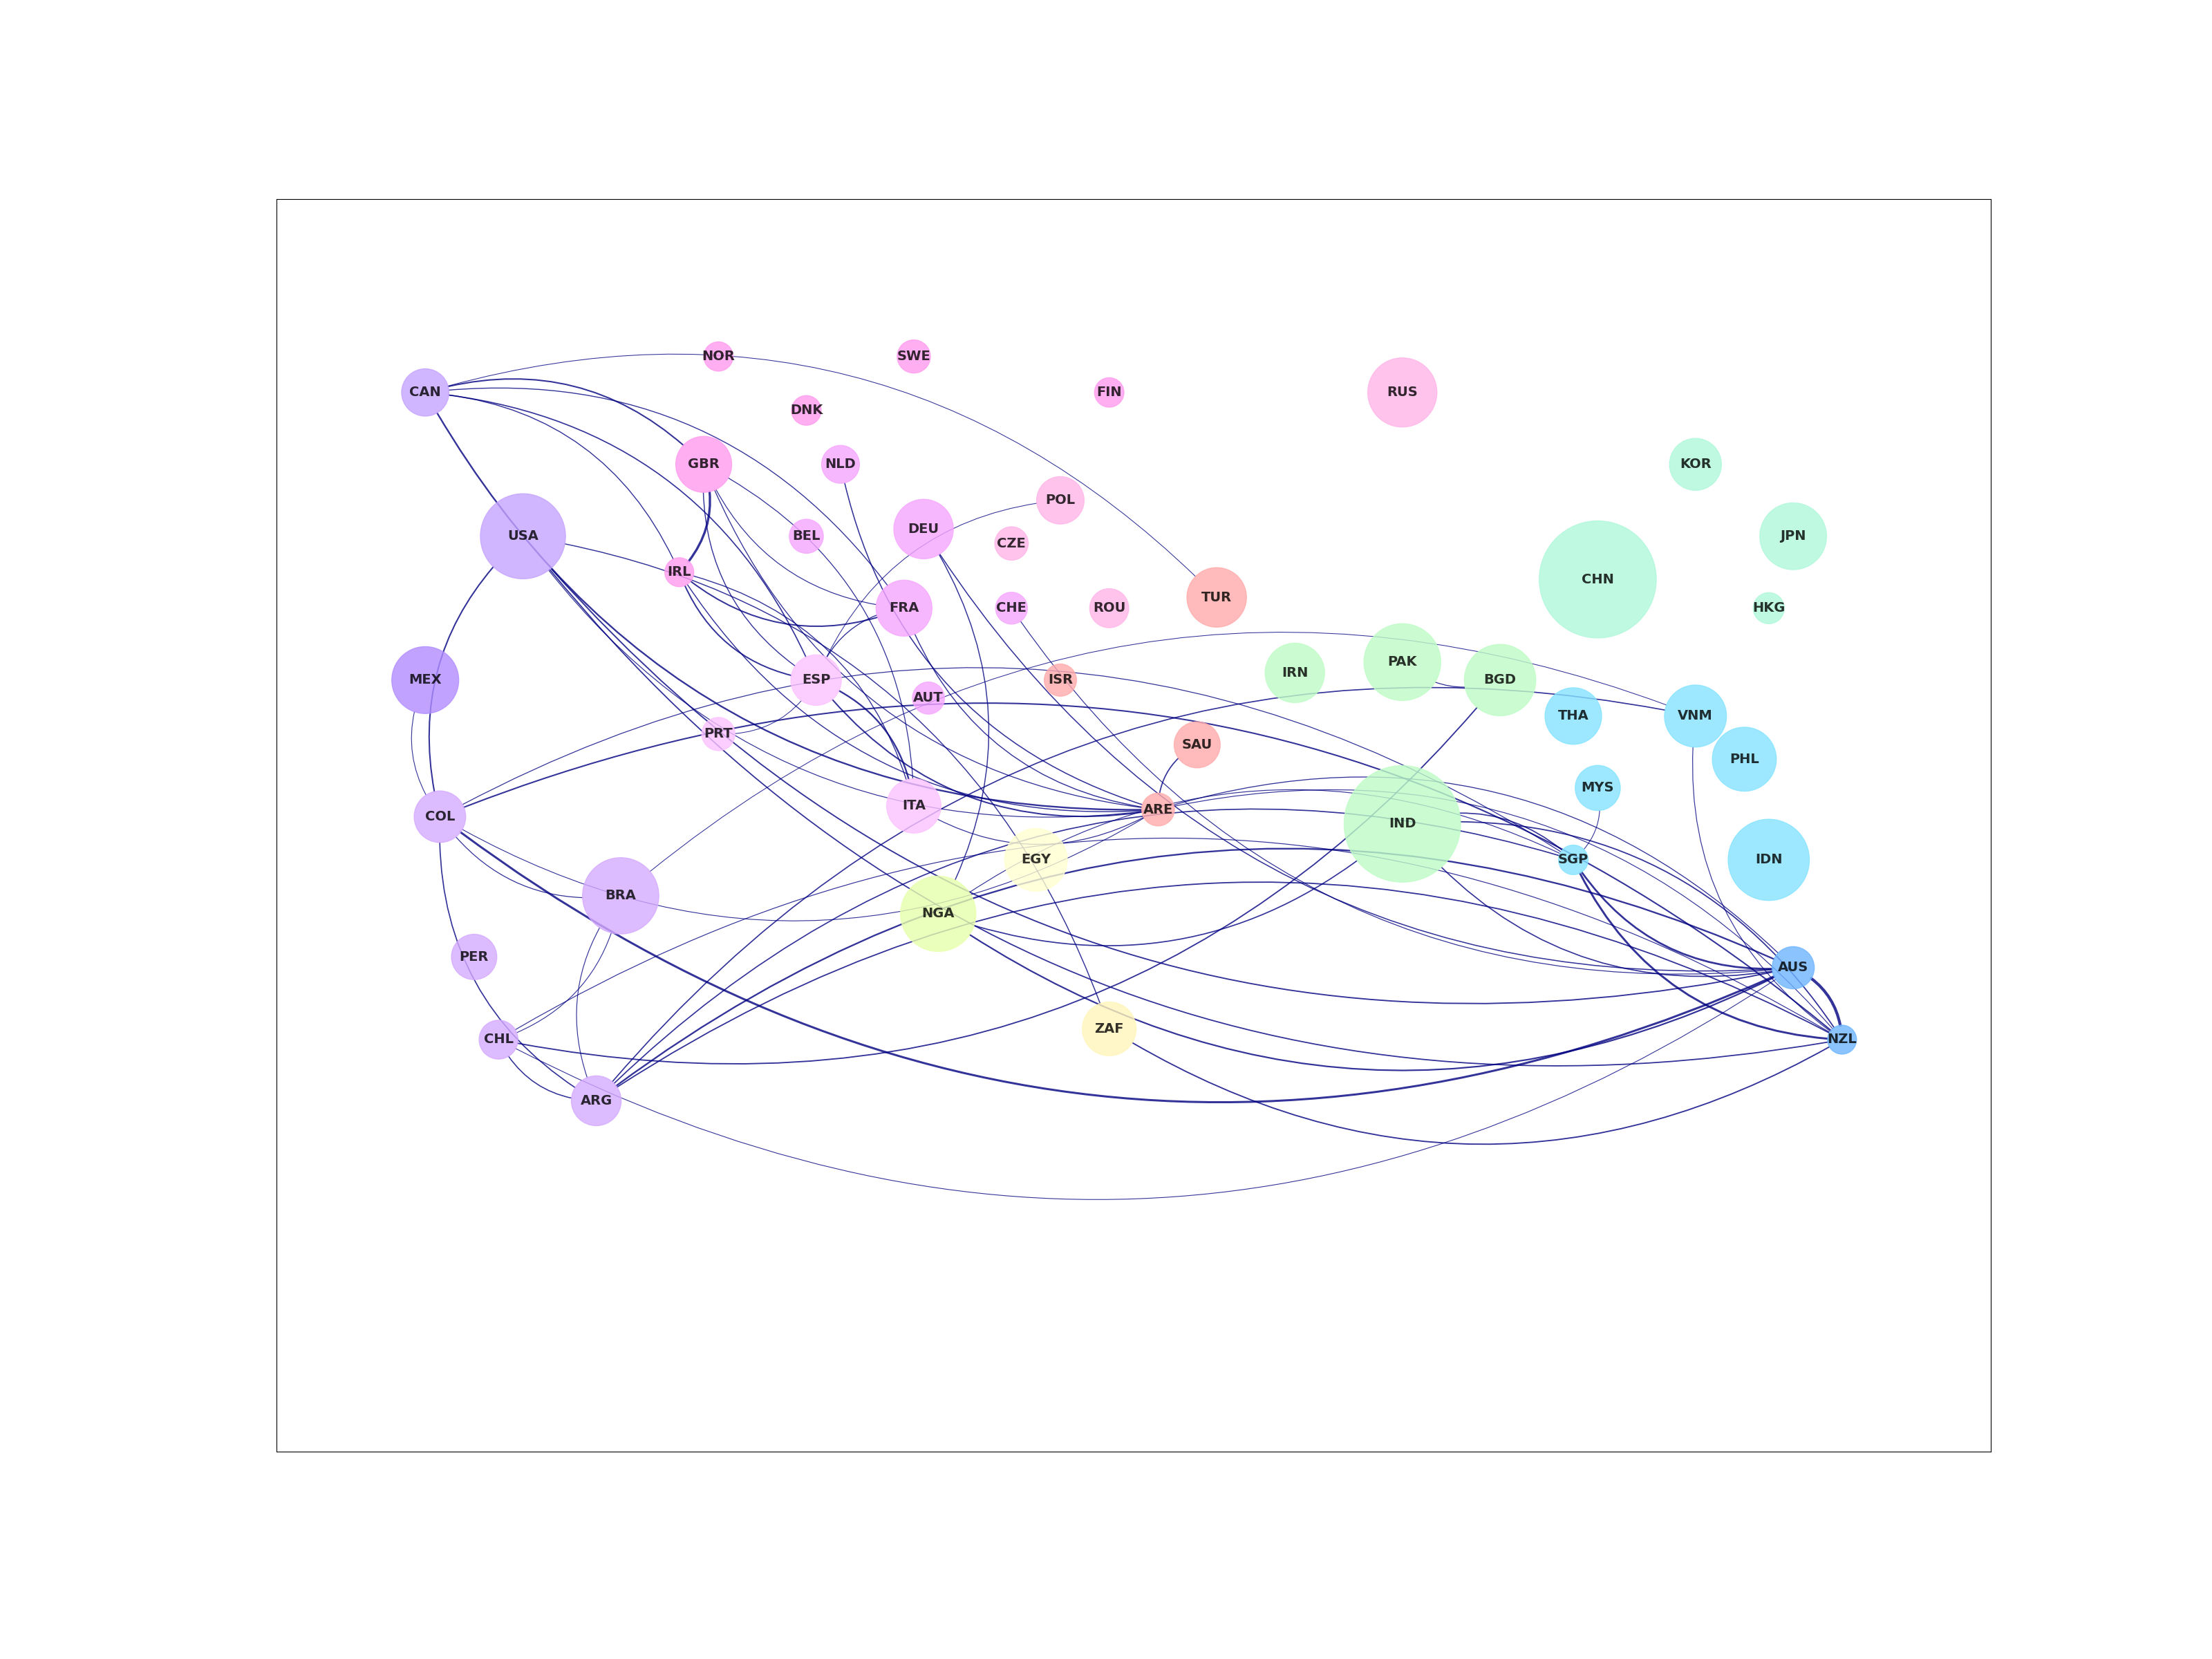 NOR
SWE
CAN
FIN
RUS
DNK
GBR
NLD
KOR
POL
USA
BEL
DEU
CZE
JPN
IRL
CHN
FRA
CHE
ROU
TUR
HKG
MEX
ESP
ISR
IRN
PAK
BGD
AUT
THA
VNM
PRT
SAU
PHL
COL
ITA
ARE
IND
MYS
EGY
SGP
IDN
BRA
NGA
PER
AUS
CHL
ZAF
NZL
ARG